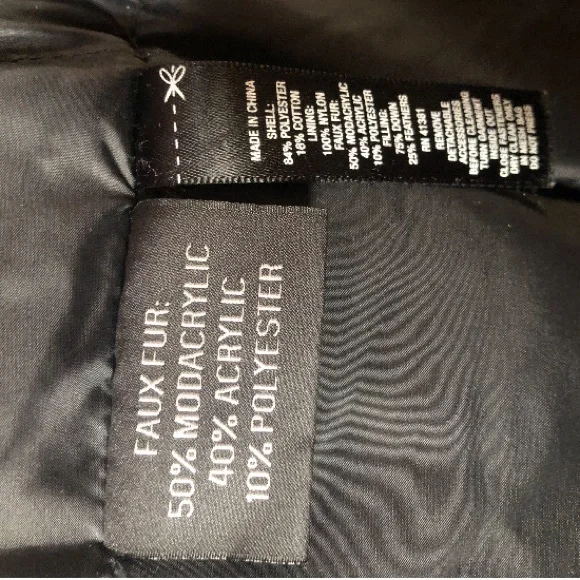 MADE IN CHINA
SHELL:
84% POLYESTER
16% COTTON
LINING:
100% NYLON
FAUX FUR:
50% MODACRYLIC
40% ACRYLIC
10% POLYESTER
FILLING:
75% DOWN
25% FEATHERS
RN 41381
REMOVE
DETACHABLE
ACCESSORIES
BEFORE CLEANING
TURN GARMENT
INSIDE OUT
CLOSE FASTENERS
DRY CLEAN ONLY
DO NOT PRESS
FAUX FUR:
50% MODACRYLIC
40% ACRYLIC
10% POLYESTER